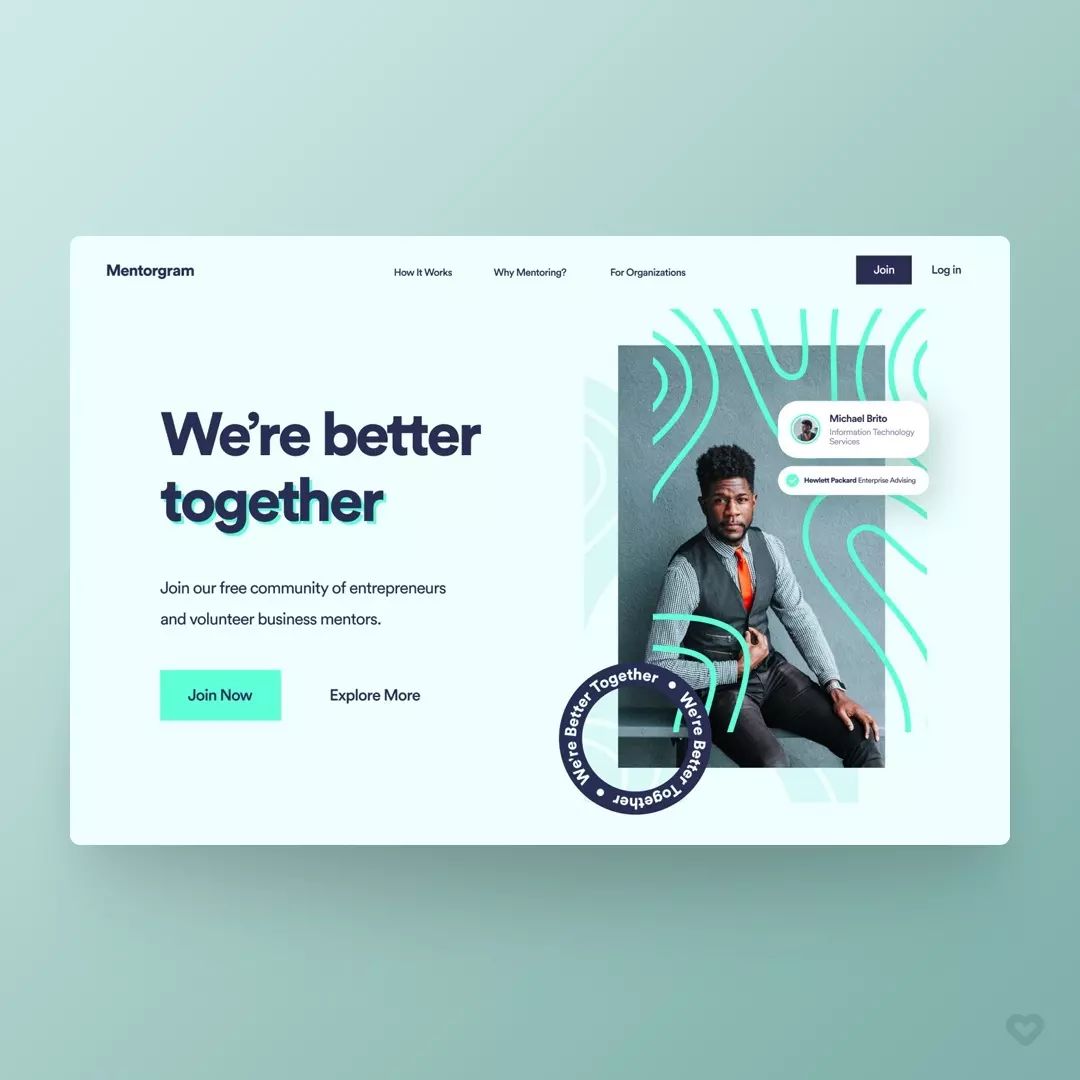 Mentorgram
How It Works
Why Mentoring?
For Organizations
Join
Log in
We’re better
together
Join our free community of entrepreneurs
and volunteer business mentors.
Join Now
Explore More
Michael Brito
Information Technology
Services
Hewlett Packard Enterprise Advising
We're Better Together • We're Better Together •